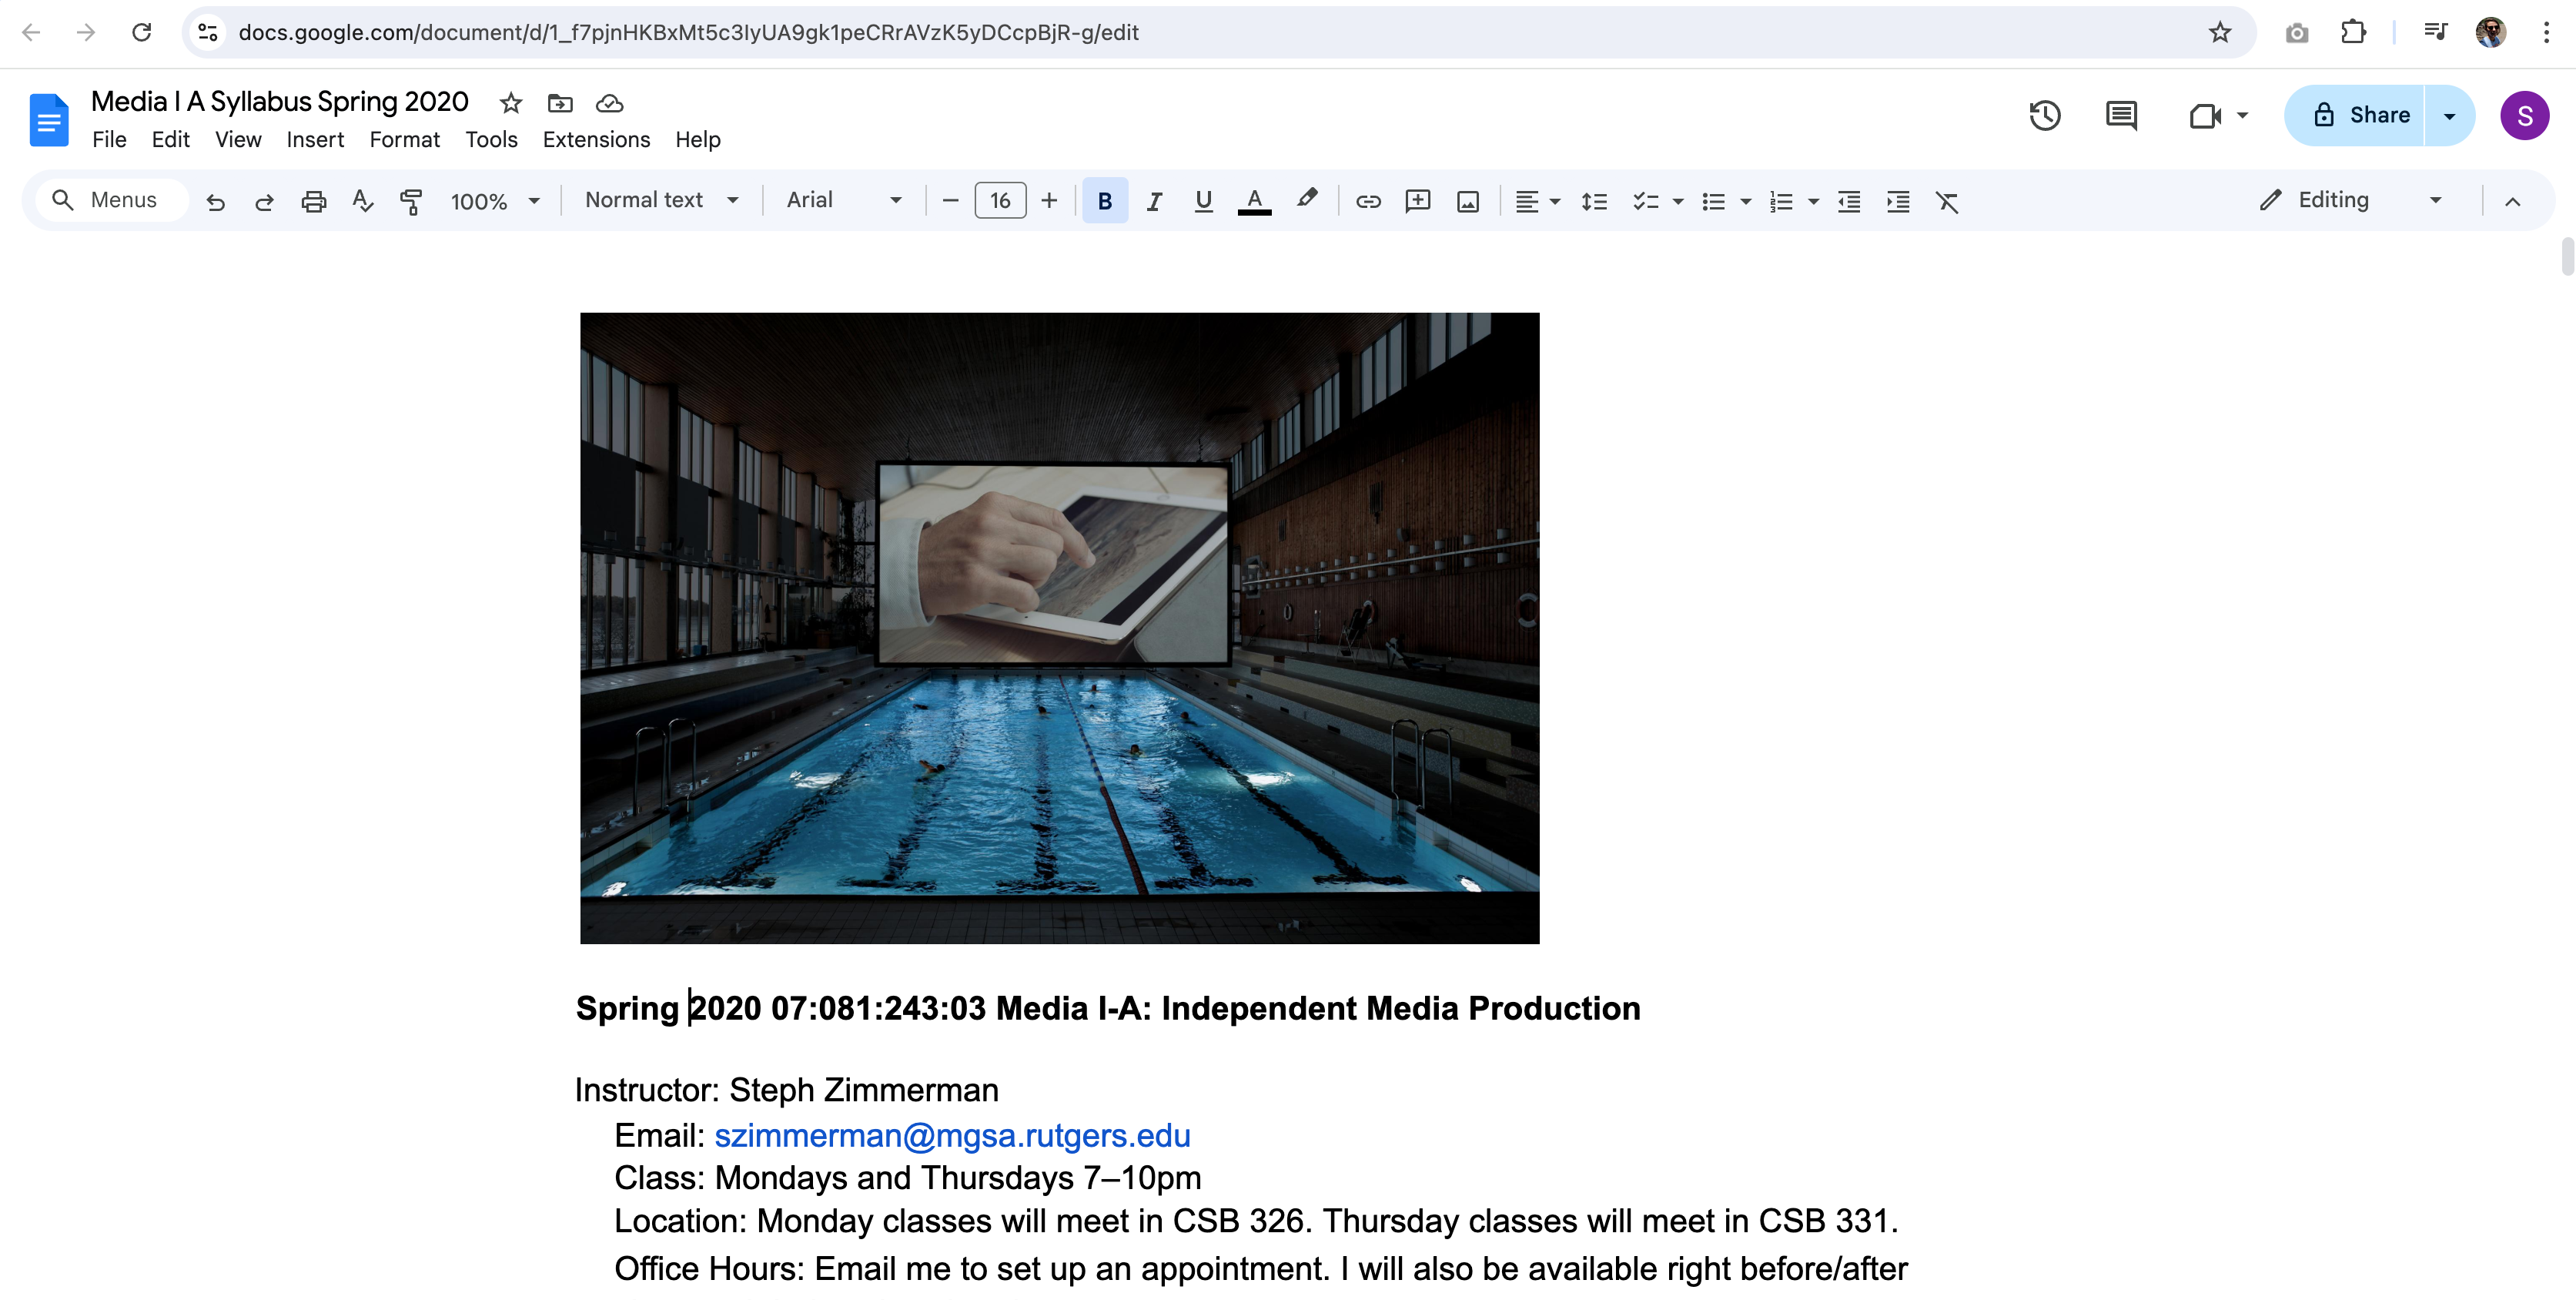 docs.google.com/document/d/1_f7pjnHKBxMt5c3IyUA9gk1peCRrAVzK5yDCcpBjR-g/edit
Media I A Syllabus Spring 2020
File Edit View Insert Format Tools Extensions Help
Share
S
Menus 100% Normal text Arial 16 B I U A Editing
Spring 2020 07:081:243:03 Media I-A: Independent Media Production
Instructor: Steph Zimmerman
Email: szimmerman@mgsa.rutgers.edu
Class: Mondays and Thursdays 7–10pm
Location: Monday classes will meet in CSB 326. Thursday classes will meet in CSB 331.
Office Hours: Email me to set up an appointment. I will also be available right before/after